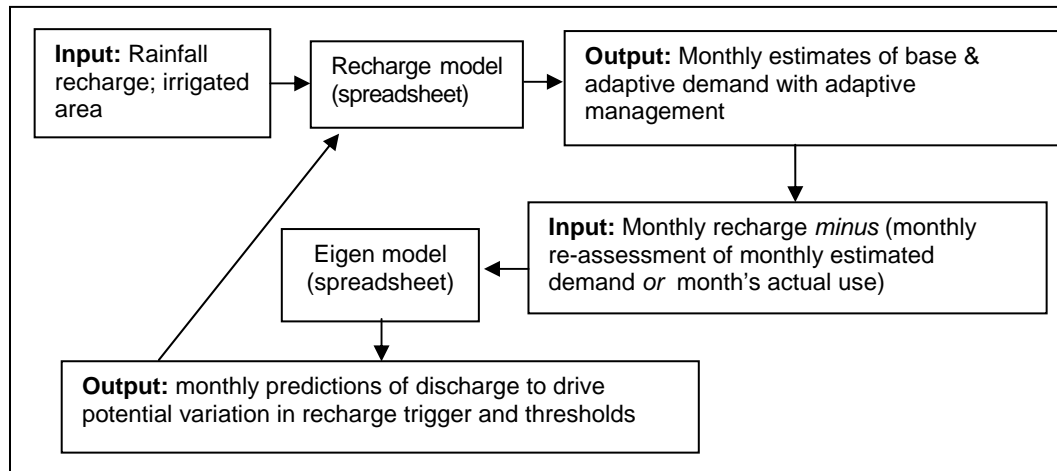 Input: Rainfall
recharge; irrigated
area
Recharge model
(spreadsheet)
Output: Monthly estimates of base &
adaptive demand with adaptive
management
Input: Monthly recharge minus (monthly
re-assessment of monthly estimated
demand or month's actual use)
Eigen model
(spreadsheet)
Output: monthly predictions of discharge to drive
potential variation in recharge trigger and thresholds